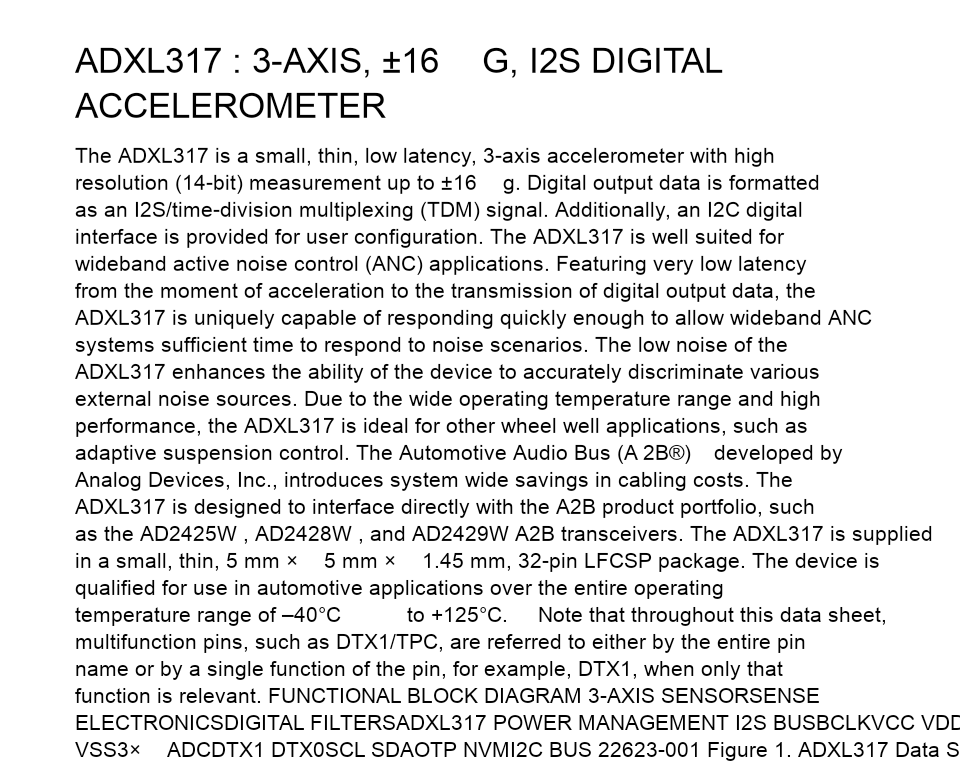 ADXL317 : 3-AXIS, ±16 G, I2S DIGITAL
ACCELEROMETER
The ADXL317 is a small, thin, low latency, 3-axis accelerometer with high
resolution (14-bit) measurement up to ±16 g. Digital output data is formatted
as an I2S/time-division multiplexing (TDM) signal. Additionally, an I2C digital
interface is provided for user configuration. The ADXL317 is well suited for
wideband active noise control (ANC) applications. Featuring very low latency
from the moment of acceleration to the transmission of digital output data, the
ADXL317 is uniquely capable of responding quickly enough to allow wideband ANC
systems sufficient time to respond to noise scenarios. The low noise of the
ADXL317 enhances the ability of the device to accurately discriminate various
external noise sources. Due to the wide operating temperature range and high
performance, the ADXL317 is ideal for other wheel well applications, such as
adaptive suspension control. The Automotive Audio Bus (A 2B®) developed by
Analog Devices, Inc., introduces system wide savings in cabling costs. The
ADXL317 is designed to interface directly with the A2B product portfolio, such
as the AD2425W , AD2428W , and AD2429W A2B transceivers. The ADXL317 is supplied
in a small, thin, 5 mm × 5 mm × 1.45 mm, 32-pin LFCSP package. The device is
qualified for use in automotive applications over the entire operating
temperature range of –40°C to +125°C. Note that throughout this data sheet,
multifunction pins, such as DTX1/TPC, are referred to either by the entire pin
name or by a single function of the pin, for example, DTX1, when only that
function is relevant. FUNCTIONAL BLOCK DIAGRAM 3-AXIS SENSORSENSE
ELECTRONICSDIGITAL FILTERSADXL317 POWER MANAGEMENT I2S BUSBCLKVCC VDD
VSS3× ADCDTX1 DTX0SCL SDAOTP NVMI2C BUS 22623-001 Figure 1. ADXL317 Data S